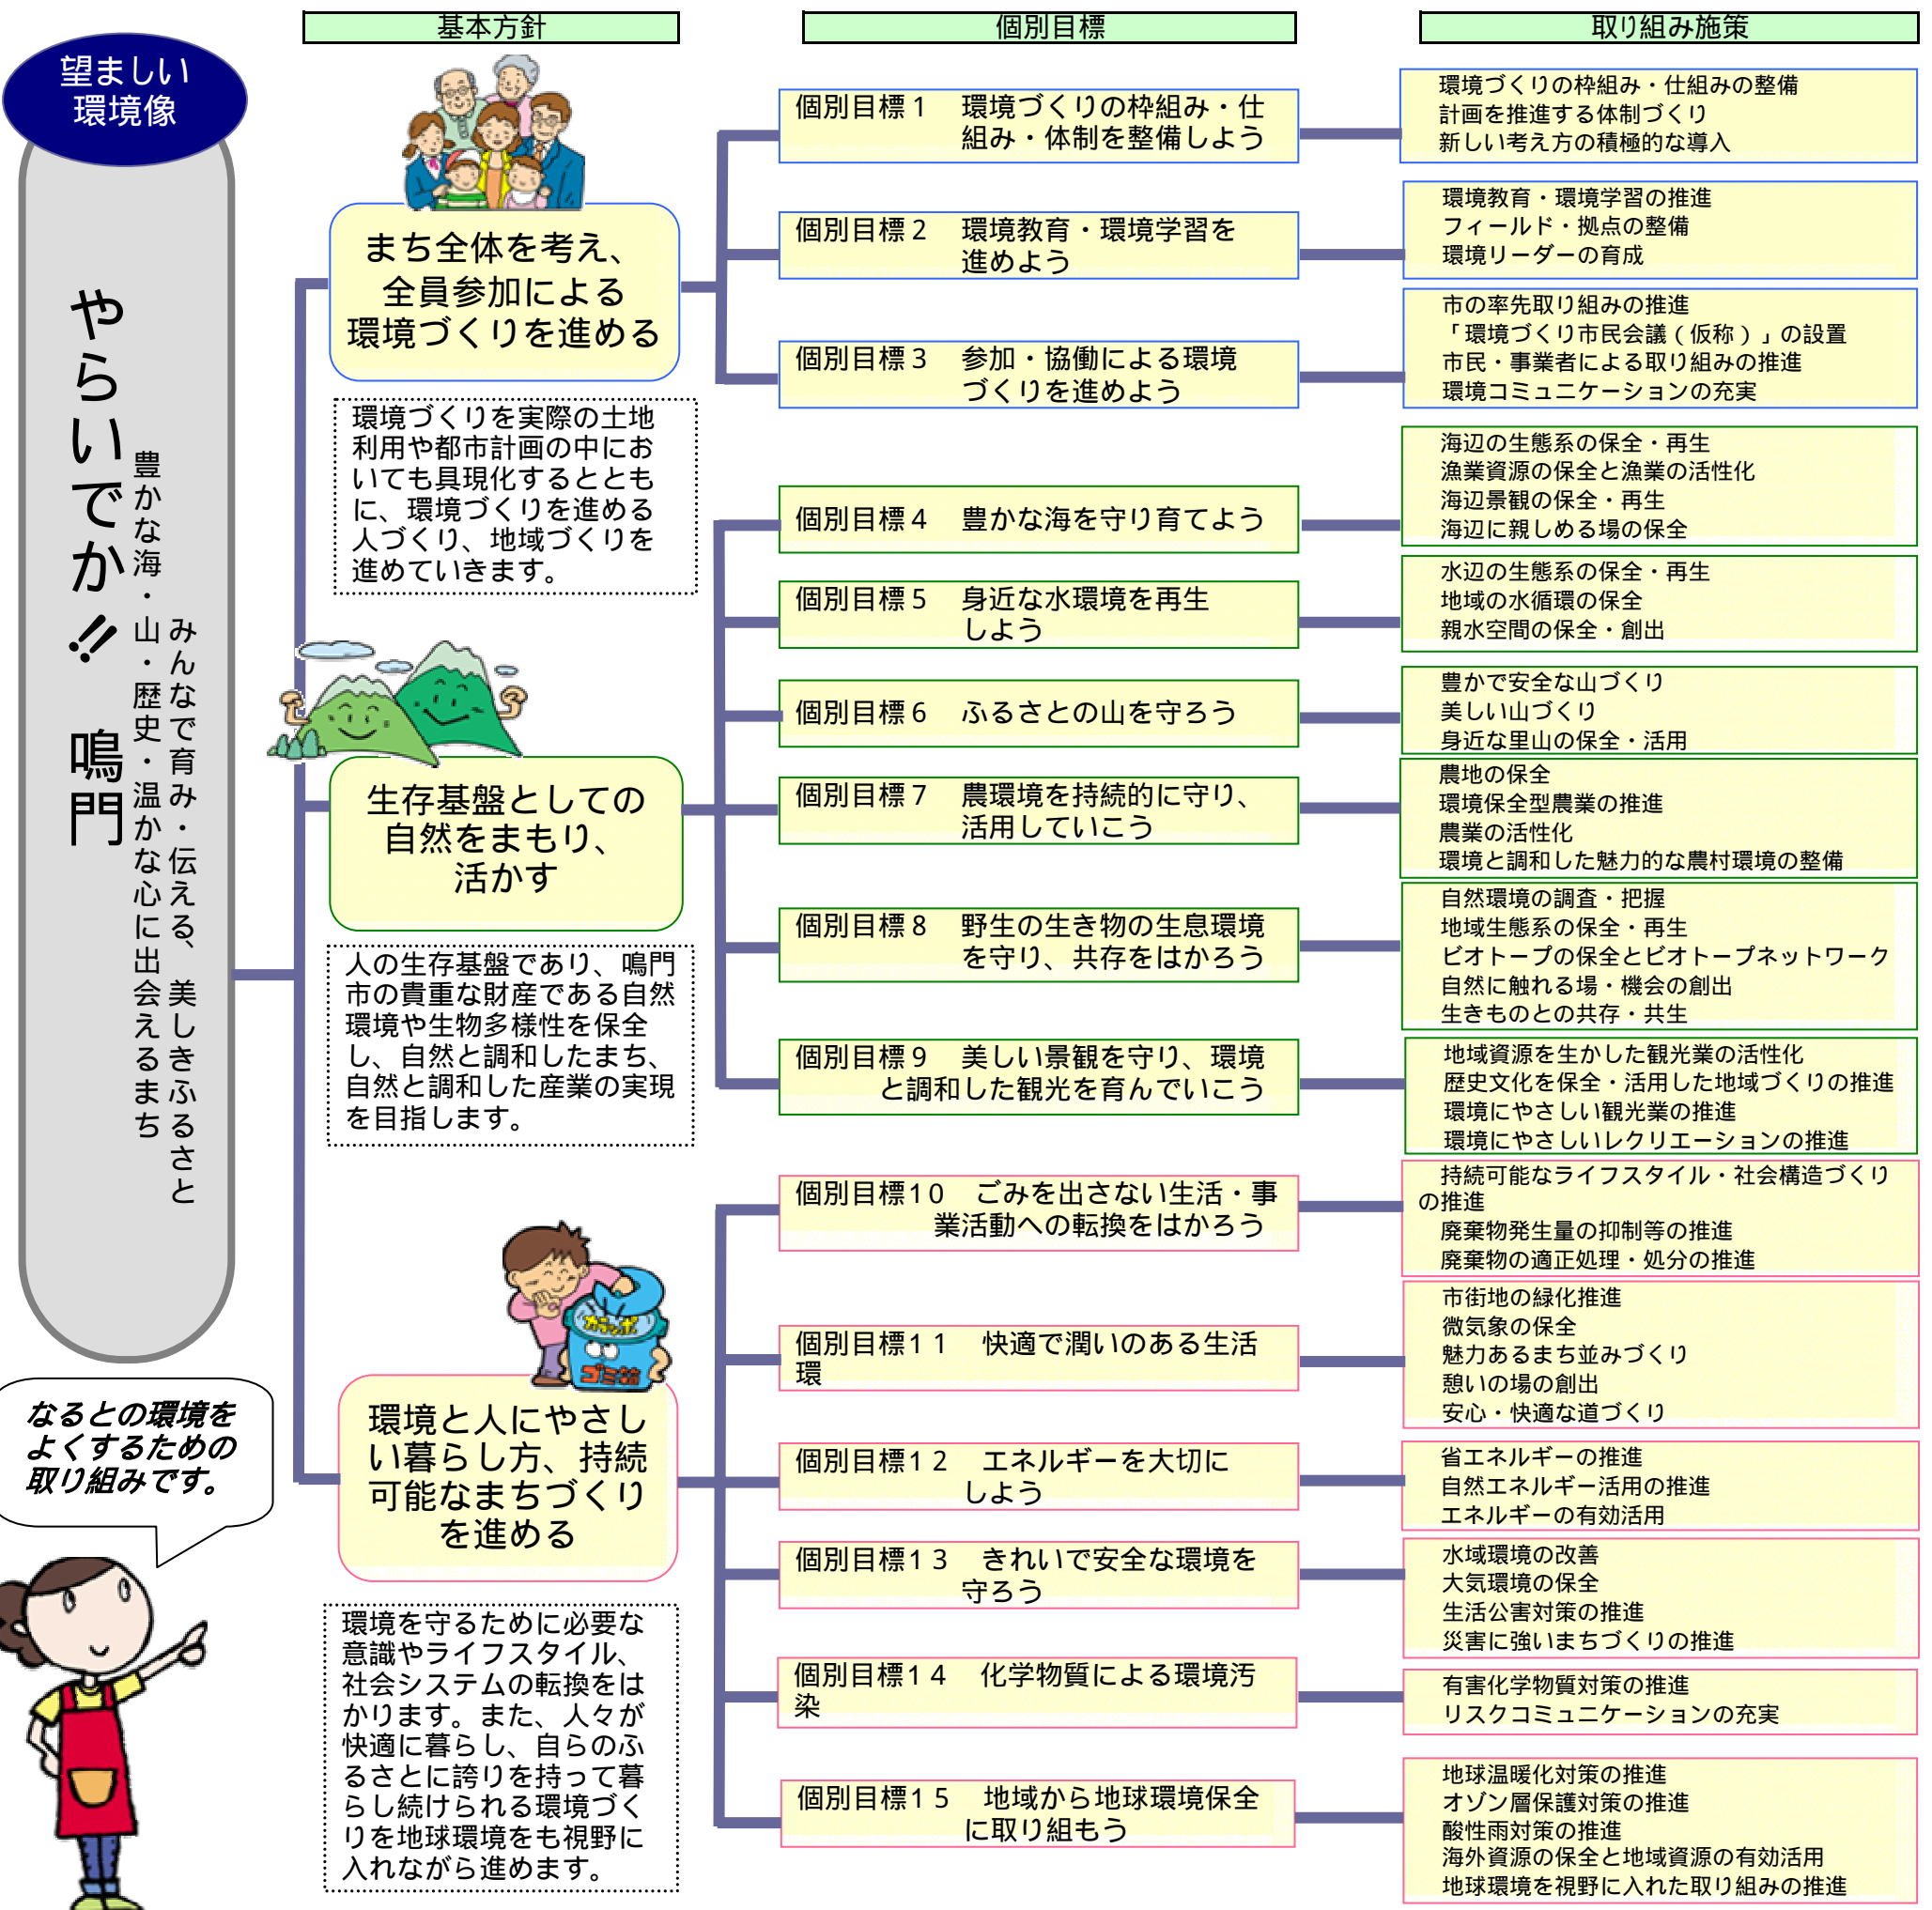 基本方針
個別目標
取り組み施策
望ましい
環境像
やらいでか!! 鳴門
豊かな海・山・歴史・温かな心に出会えるまち
みんなで育み・伝える、美しきふるさと
なるとの環境を
よくするための
取り組みです。
まち全体を考え、
全員参加による
環境づくりを進める
環境づくりを実際の土地
利用や都市計画の中にお
いても具現化するととも
に、環境づくりを進める
人づくり、地域づくりを
進めていきます。
個別目標1 環境づくりの枠組み・仕
組み・体制を整備しよう
環境づくりの枠組み・仕組みの整備
計画を推進する体制づくり
新しい考え方の積極的な導入
個別目標2 環境教育・環境学習を
進めよう
環境教育・環境学習の推進
フィールド・拠点の整備
環境リーダーの育成
個別目標3 参加・協働による環境
づくりを進めよう
市の率先取り組みの推進
「環境づくり市民会議(仮称)」の設置
市民・事業者による取り組みの推進
環境コミュニケーションの充実
生存基盤としての
自然をまもり、
活かす
人の生存基盤であり、鳴門
市の貴重な財産である自然
環境や生物多様性を保全
し、自然と調和したまち、
自然と調和した産業の実現
を目指します。
個別目標4 豊かな海を守り育てよう
海辺の生態系の保全・再生
漁業資源の保全と漁業の活性化
海辺景観の保全・再生
海辺に親しめる場の保全
個別目標5 身近な水環境を再生
しよう
水辺の生態系の保全・再生
地域の水循環の保全
親水空間の保全・創出
個別目標6 ふるさとの山を守ろう
豊かで安全な山づくり
美しい山づくり
身近な里山の保全・活用
個別目標7 農環境を持続的に守り、
活用していこう
農地の保全
環境保全型農業の推進
農業の活性化
環境と調和した魅力的な農村環境の整備
個別目標8 野生の生き物の生息環境
を守り、共存をはかろう
自然環境の調査・把握
地域生態系の保全・再生
ビオトープの保全とビオトープネットワーク
自然に触れる場・機会の創出
生きものとの共存・共生
個別目標9 美しい景観を守り、環境
と調和した観光を育んでいこう
地域資源を生かした観光業の活性化
歴史文化を保全・活用した地域づくりの推進
環境にやさしい観光業の推進
環境にやさしいレクリエーションの推進
カラッポ
ゴミ箱
環境と人にやさし
い暮らし方、持続
可能なまちづくり
を進める
環境を守るために必要な
意識やライフスタイル、
社会システムの転換をは
かります。また、人々が
快適に暮らし、自らのふ
るさとに誇りを持って暮
らし続けられる環境づく
りを地球環境をも視野に
入れながら進めます。
個別目標10 ごみを出さない生活・事
業活動への転換をはかろう
持続可能なライフスタイル・社会構造づくり
の推進
廃棄物発生量の抑制等の推進
廃棄物の適正処理・処分の推進
個別目標11 快適で潤いのある生活
環
市街地の緑化推進
微気象の保全
魅力あるまち並みづくり
憩いの場の創出
安心・快適な道づくり
個別目標12 エネルギーを大切に
しよう
省エネルギーの推進
自然エネルギー活用の推進
エネルギーの有効活用
個別目標13 きれいで安全な環境を
守ろう
水域環境の改善
大気環境の保全
生活公害対策の推進
災害に強いまちづくりの推進
個別目標14 化学物質による環境汚
染
有害化学物質対策の推進
リスクコミュニケーションの充実
個別目標15 地域から地球環境保全
に取り組もう
地球温暖化対策の推進
オゾン層保護対策の推進
酸性雨対策の推進
海外資源の保全と地域資源の有効活用
地球環境を視野に入れた取り組みの推進